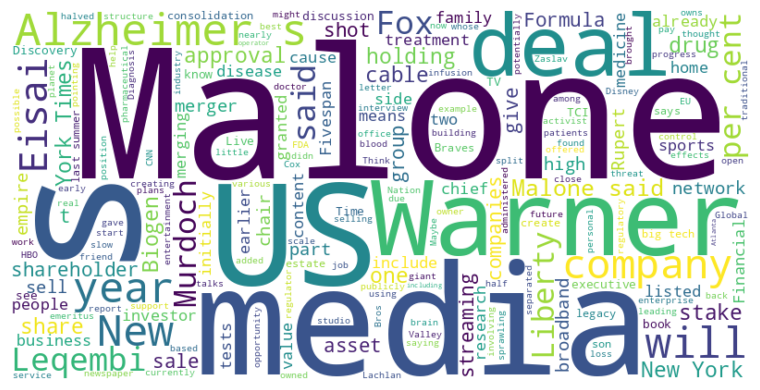 halved
structure
consolidation
Alzheimer s
discussion
Fox
might
family
nearly
best
now
whose
operator
shot
treatment
Formula
drug
already
TV
deal
Discovery
Diagnosis
pharmaceutical
possible
help
approval
holding
cable
know
disease
cause
home
medicine
infusion
pay
thought
owns
progress
brought
traditional
Zaslav
per cent
York Times
planet
industry
pointing
merger
Malone
said
doctor
letter
interview
example
Disney
EU
says
among
Eisai
last summer
merging
side
give
Rupert
means
two
Fivespan
TCI
activist
patients
found
offered
effects
sports
empire
position
CNN
granted
Live
little
FDA
didn
office
blood
Braves
building
group
high
control
open
split
close
threat
creating
plans
various
gave
start
early
real
t
initially
earlier
Time
Cox
Think
content
chief
Malone said
network
S
US
Warner
Murdoch
Biogen
chair
selling
scale
Maybe
Nation
due
owner
administered
companies
create
regulatory
big tech
future
Global
Atlanta
work
HBO
slow
friend
entertainment
added
part
job
personal
company
shareholder
year
media
Liberty
Financial
sell
see
people
estate
include
one
talks
giant
publicly
using
including
streaming
research
involving
sprawling
broadband
executive
listed
enterprise
leading
back
will
New
share
business
investor
tests
opportunity
studio
value
asset
Bros
brain
Valley
saying
separated
half
legacy
book
stake
Leqembi
sale
emeritus
report
support
regulator
currently
based
service
newspaper
owned
Lachlan
son
loss
New York